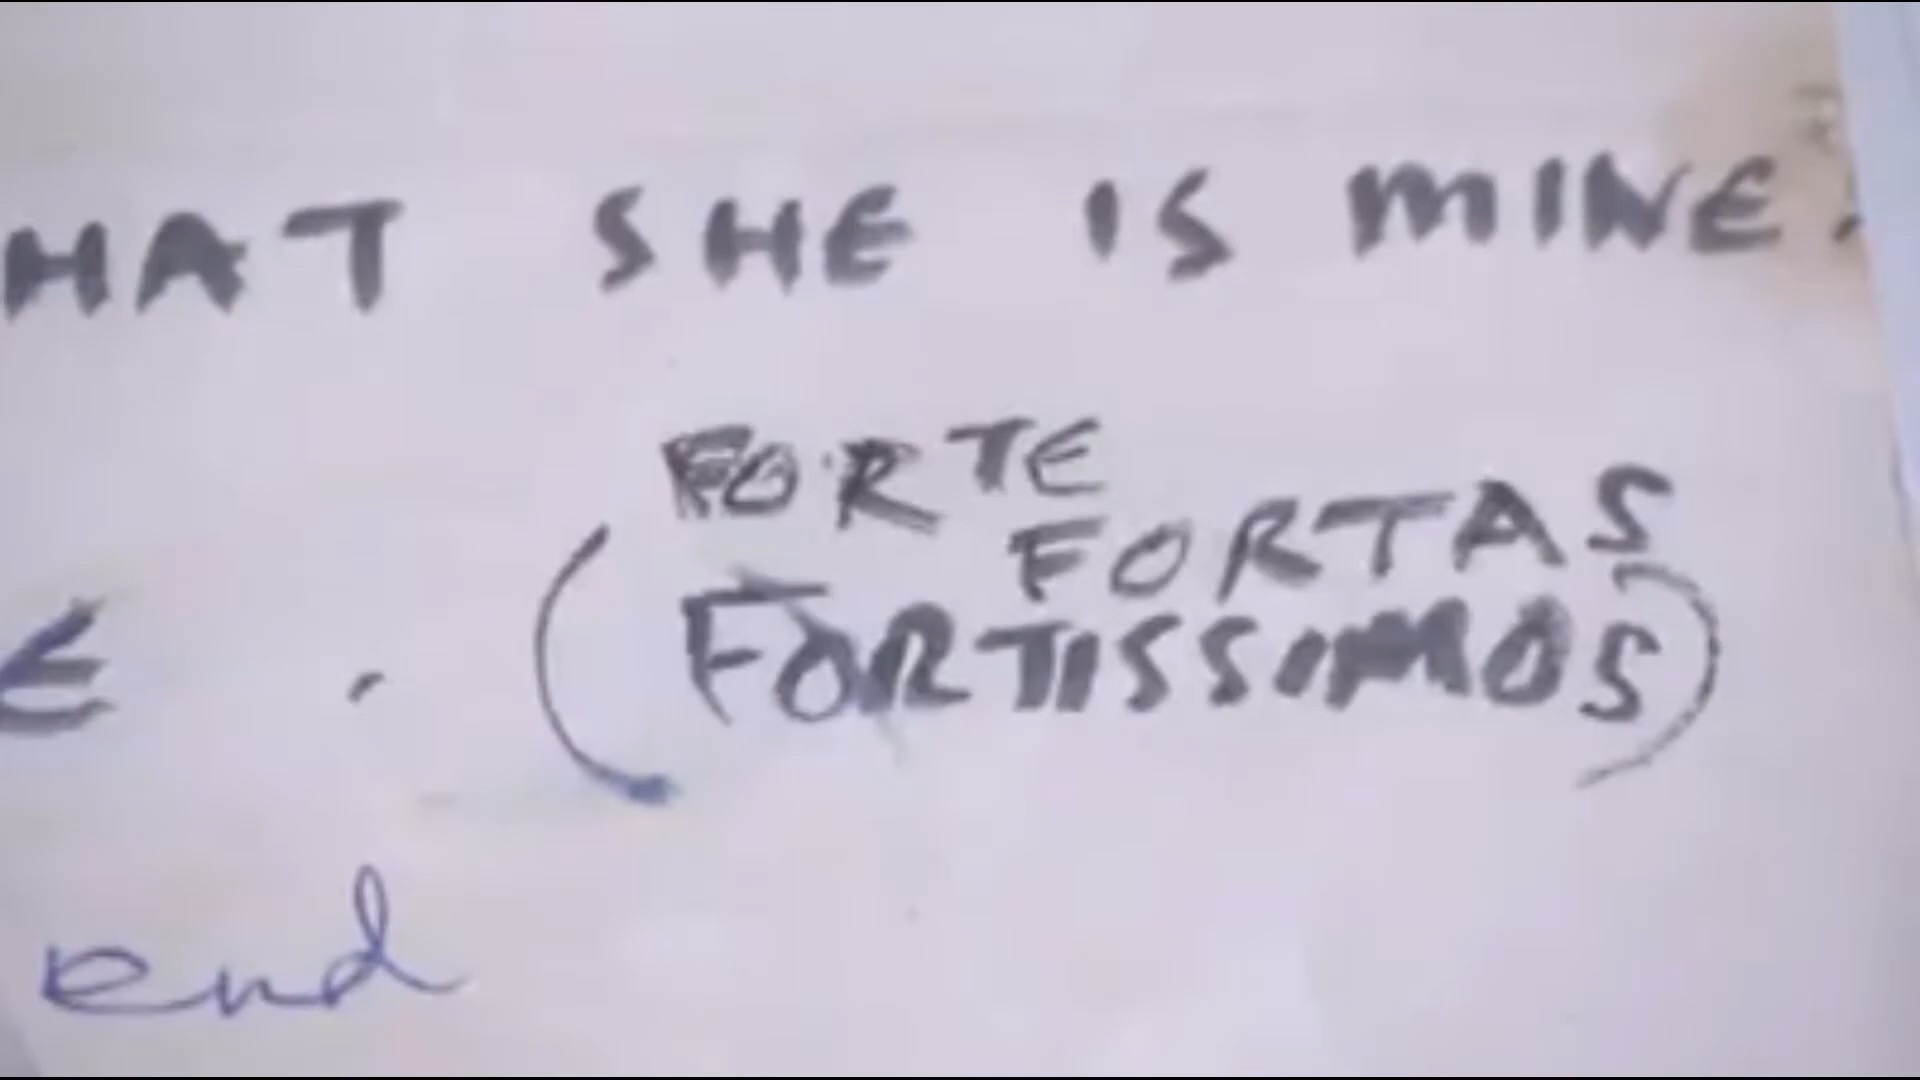 HAT SHE IS MINE.
FORTE
FORTAS
E . (FORTISSIMOS)
end